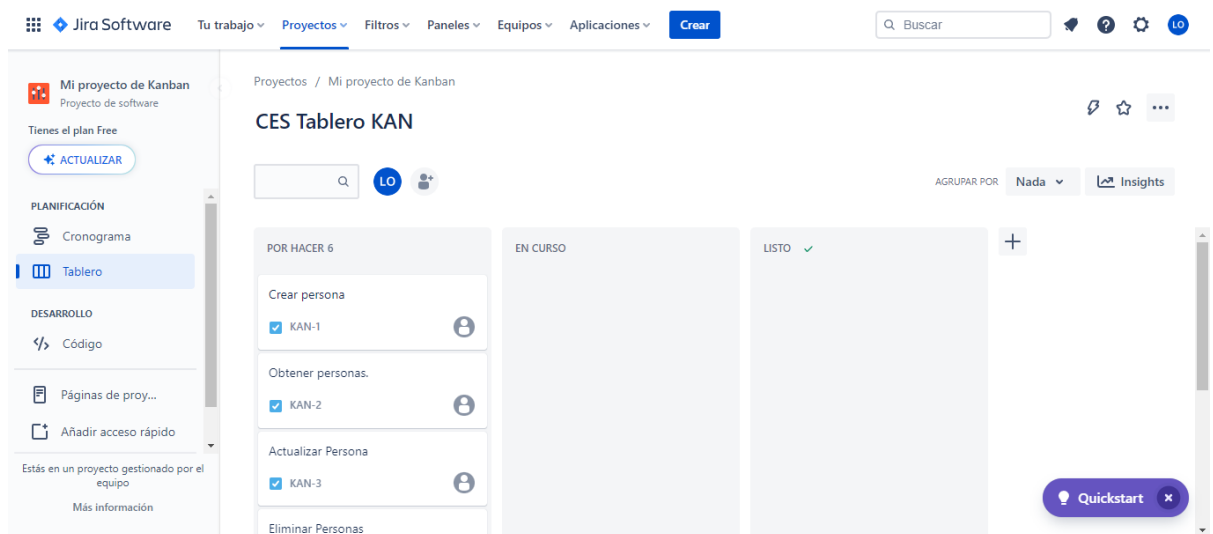 Jira Software Tu trabajo Proyectos Filtros Paneles Equipos Aplicaciones Crear Buscar LO
Mi proyecto de Kanban
Proyecto de software
Tienes el plan Free
ACTUALIZAR
PLANIFICACIÓN
Cronograma
Tablero
DESARROLLO
Código
Páginas de proy...
Añadir acceso rápido
Estás en un proyecto gestionado por el
equipo
Más información
Proyectos / Mi proyecto de Kanban
CES Tablero KAN
LO
AGRUPAR POR Nada Insights
POR HACER 6
Crear persona
KAN-1
Obtener personas.
KAN-2
Actualizar Persona
KAN-3
Eliminar Personas
EN CURSO
LISTO
Quickstart